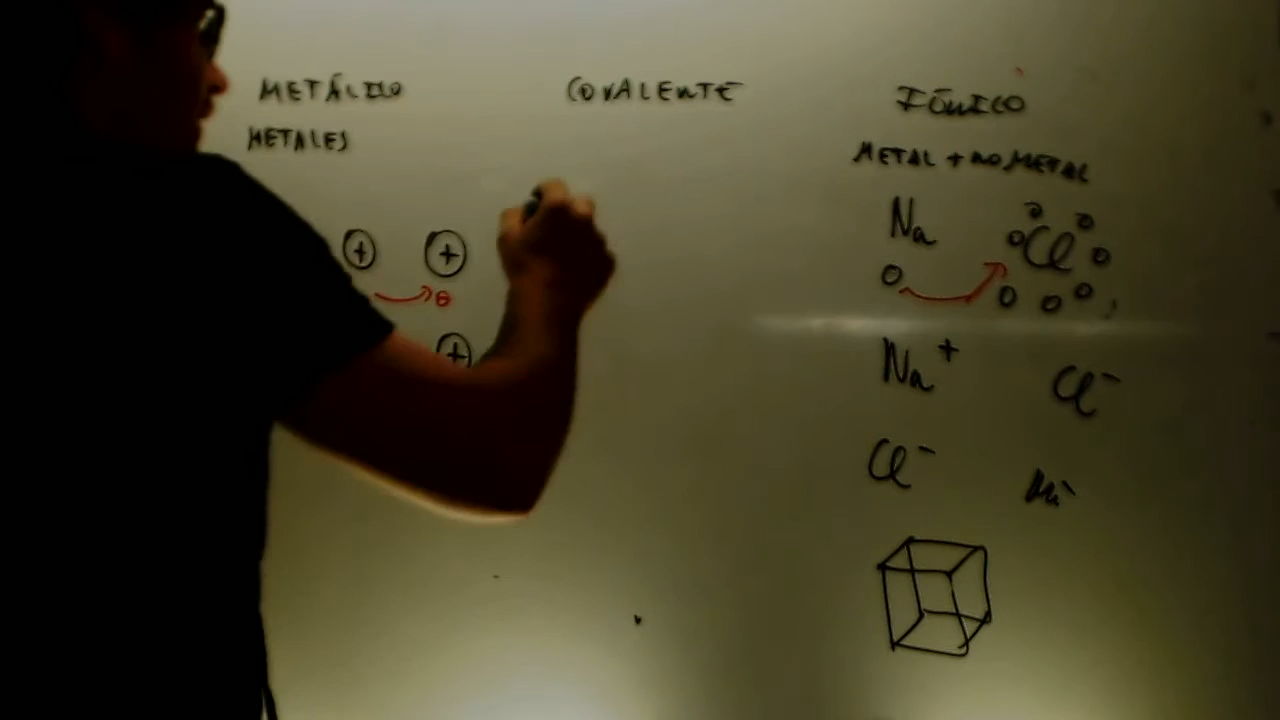 METÁLICO
METALES
+ +
⊖
+
COVALENTE
IÓNICO
METAL + NO METAL
Na Cl
Na+ Cl-
Cl-